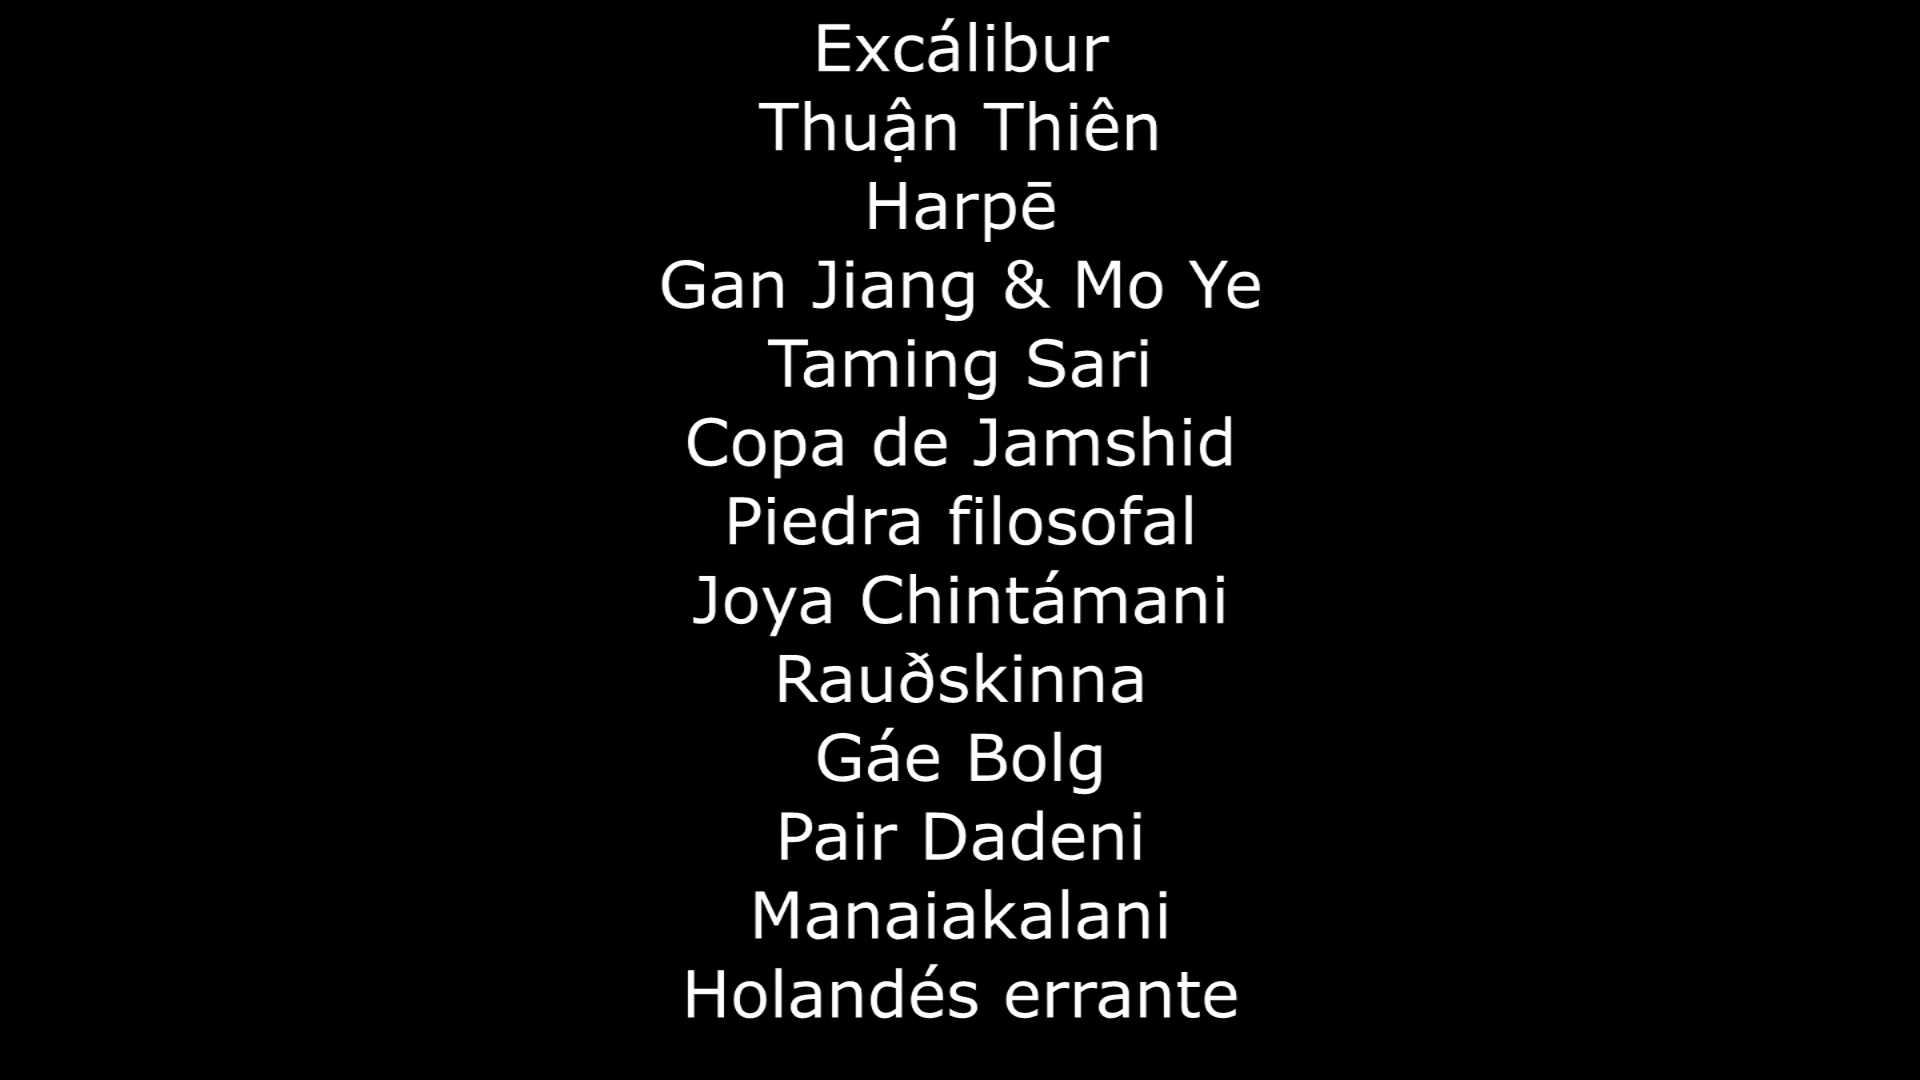 Excálibur
Thuận Thiên
Harpē
Gan Jiang & Mo Ye
Taming Sari
Copa de Jamshid
Piedra filosofal
Joya Chintámani
Rauðskinna
Gáe Bolg
Pair Dadeni
Manaiakalani
Holandés errante